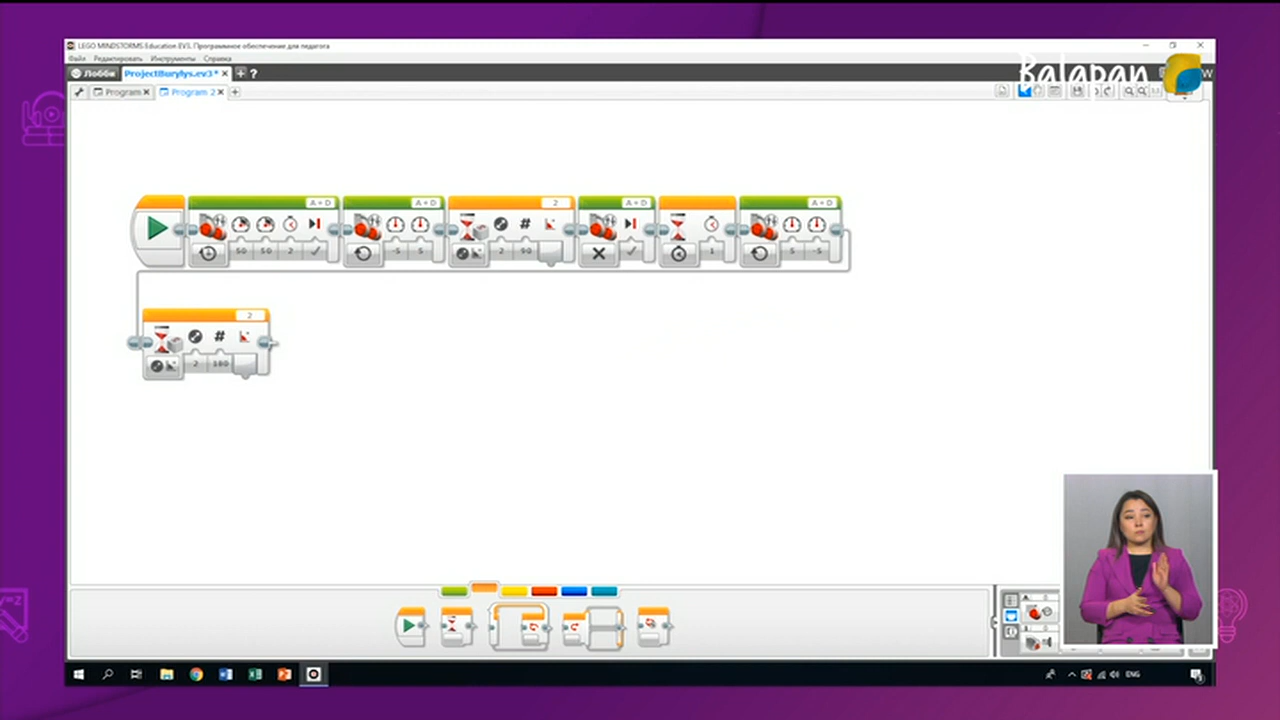 LEGO MINDSTORMS Education EV3. Программное обеспечение для педагога
Файл Редактировать Инструменты Справка
Лобби ProjectBurylys.ev3* × + ?
Balapan
Program × Program 2 × +
A + D A + D 2 A + D A + D
50 50 2 -5 5 2 90 1 5 -5
2
2 180
ENG